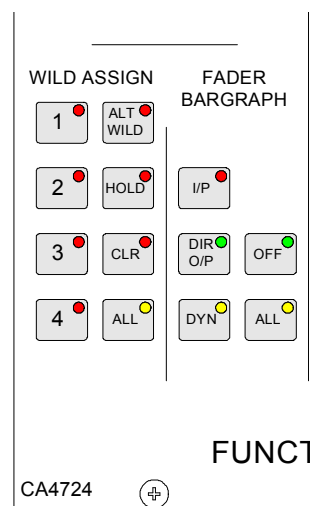 WILD ASSIGN
1
ALT WILD
2
HOLD
3
CLR
4
ALL
FADER
BARGRAPH
I/P
DIR
O/P
OFF
DYN
ALL
FUNCT
CA4724